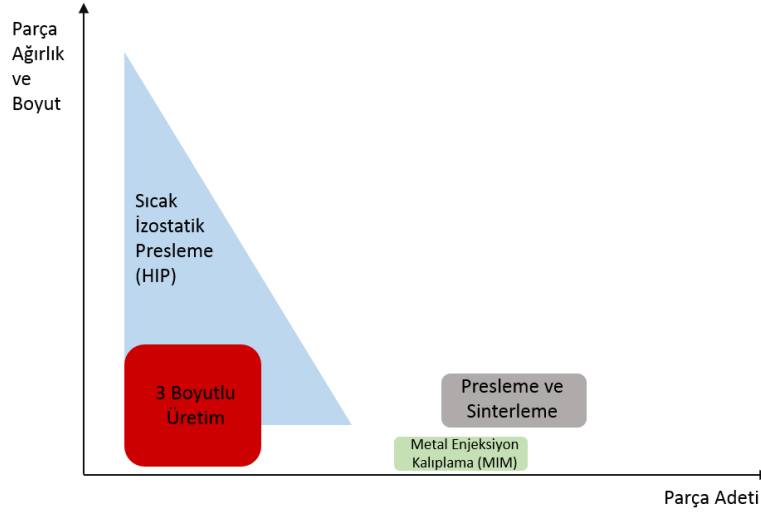 Parça
Ağırlık
ve
Boyut
Sıcak
İzostatik
Presleme
(HIP)
3 Boyutlu
Üretim
Presleme ve
Sinterleme
Metal Enjeksiyon
Kalıplama (MIM)
Parça Adeti